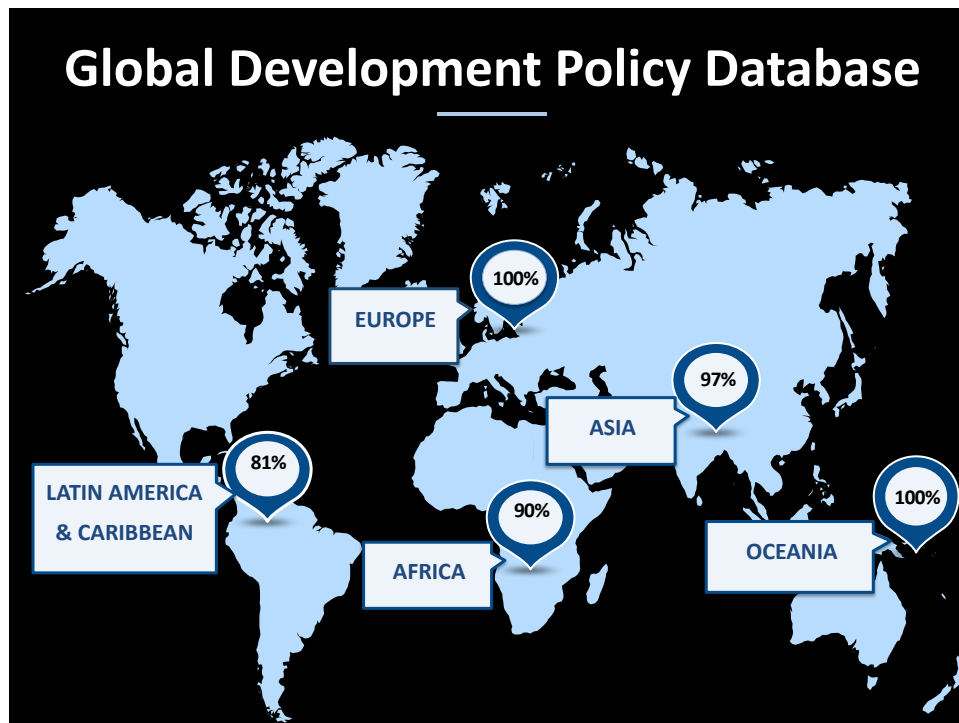 Global Development Policy Database
100%
EUROPE
97%
ASIA
81%
LATIN AMERICA
& CARIBBEAN
90%
AFRICA
100%
OCEANIA